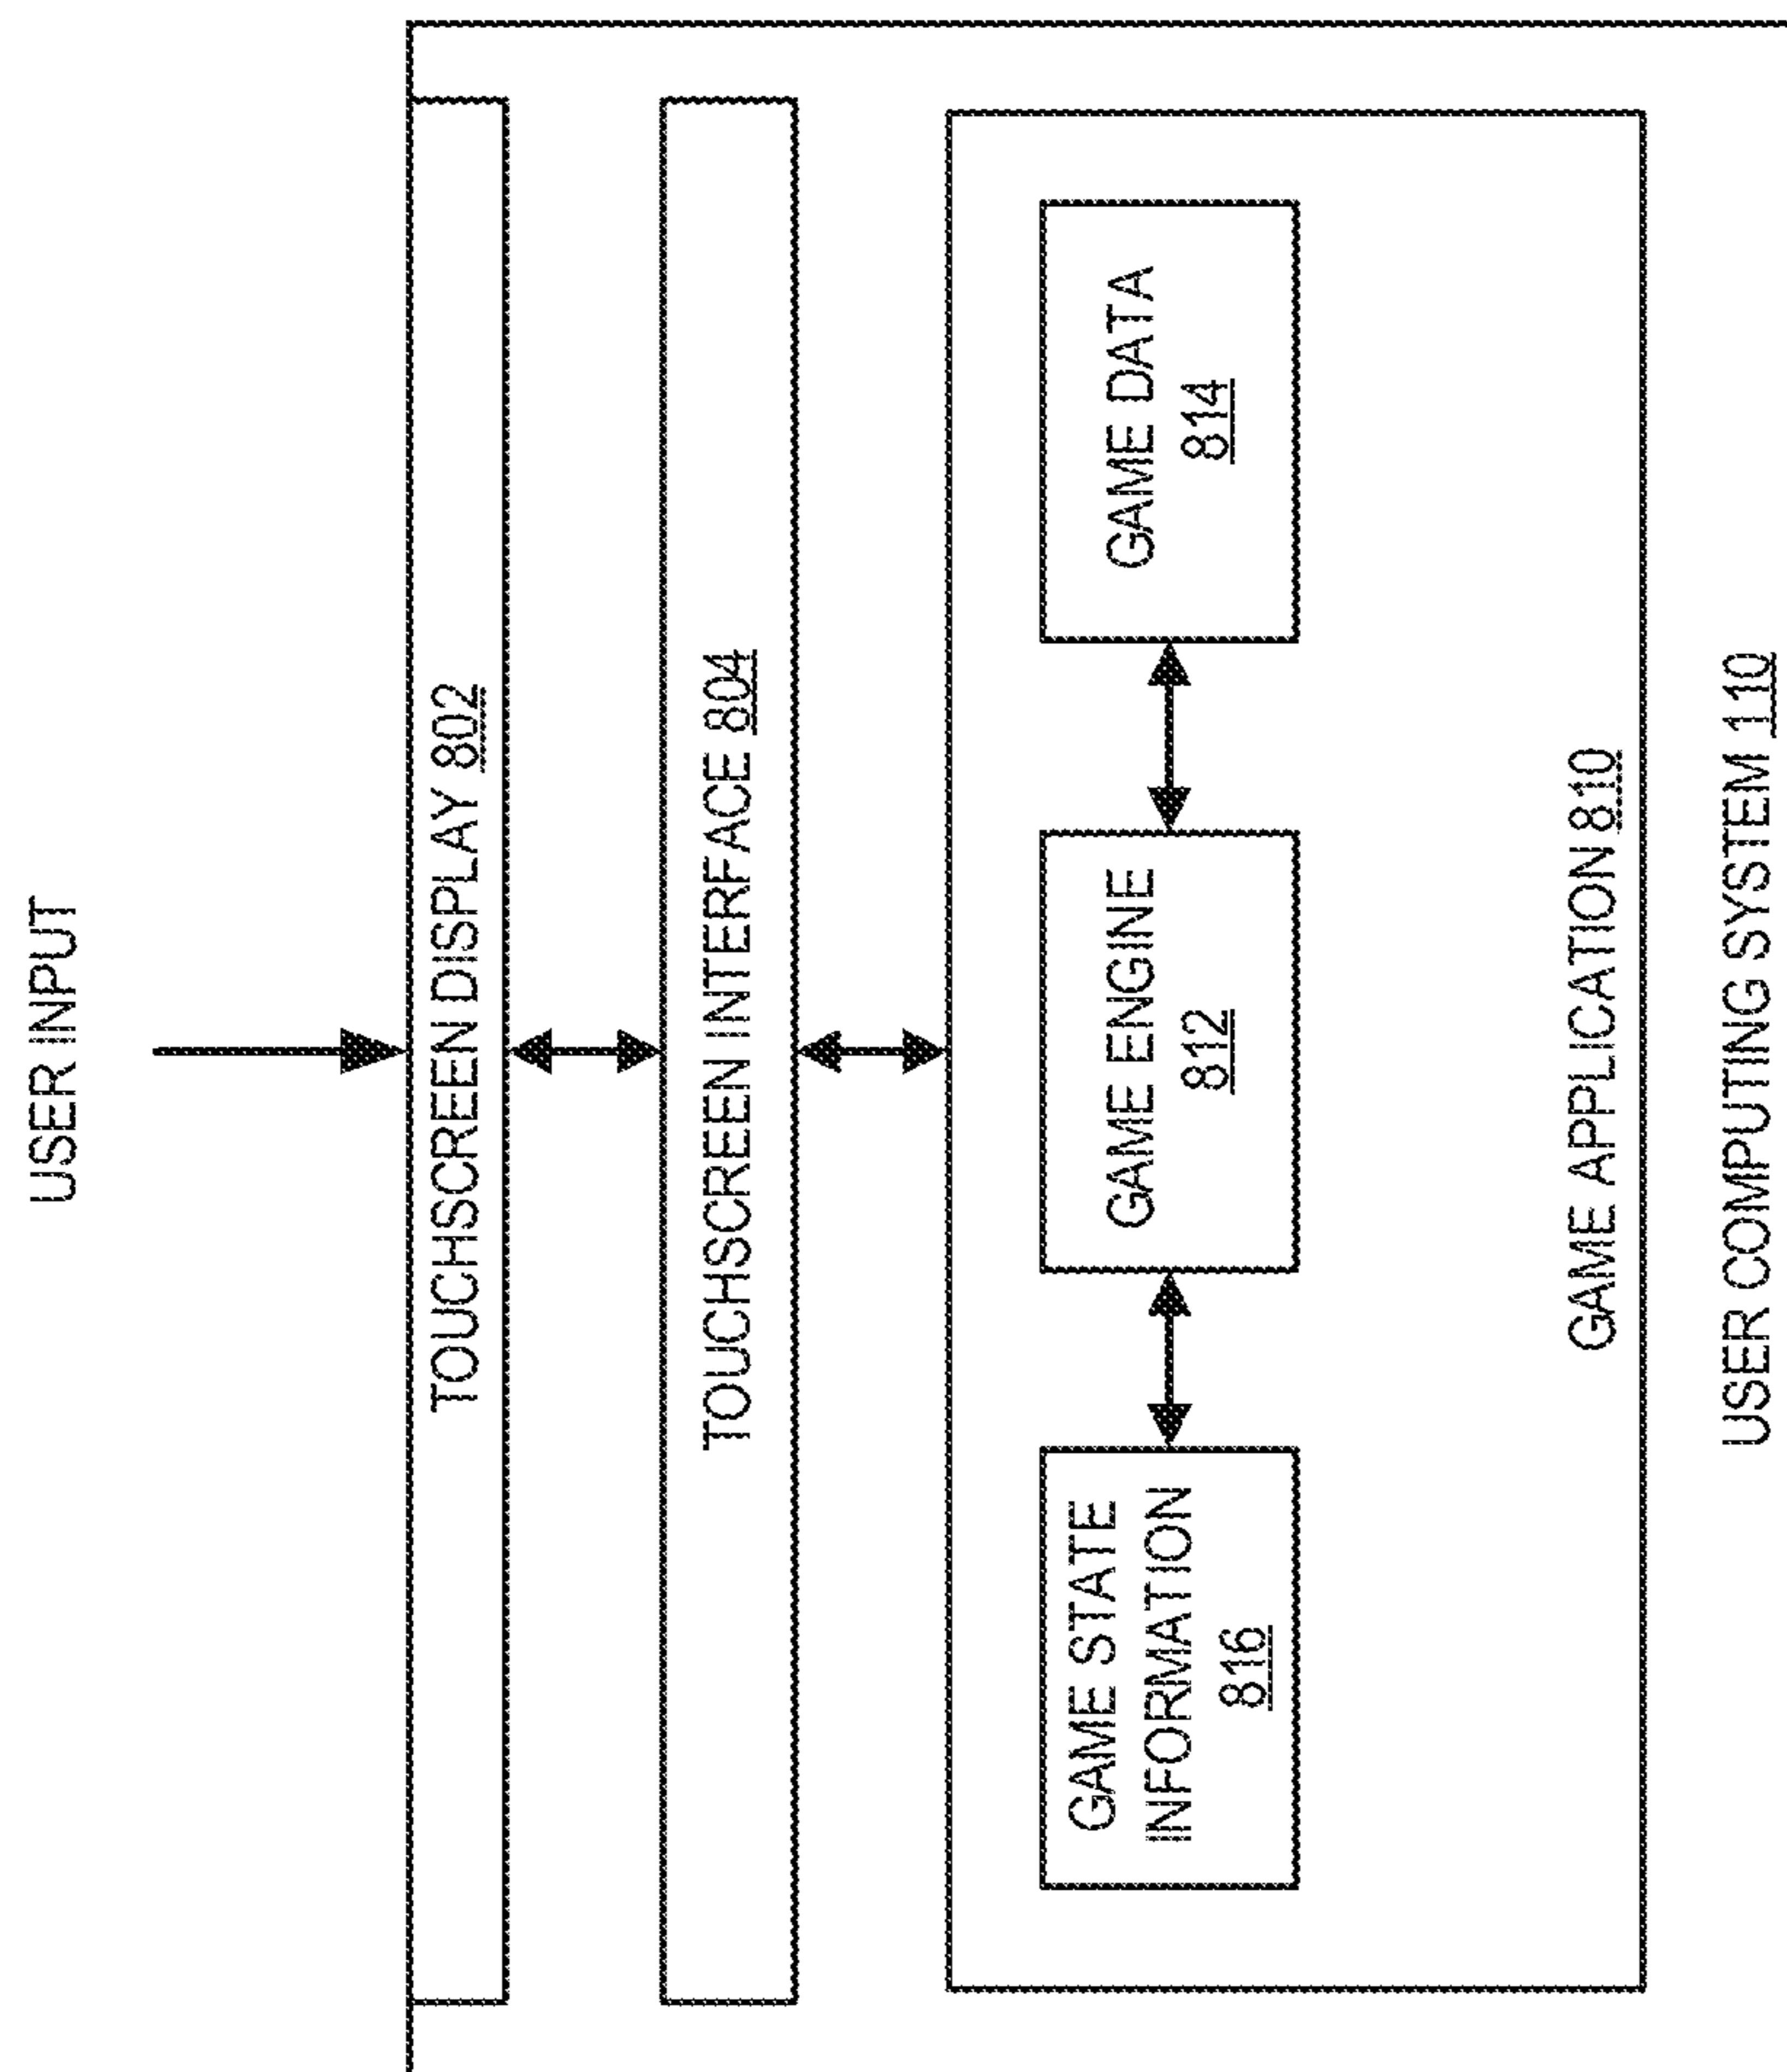 USER INPUT
TOUCHSCREEN DISPLAY 802
TOUCHSCREEN INTERFACE 804
GAME STATE
INFORMATION
816
GAME ENGINE
812
GAME DATA
814
GAME APPLICATION 810
USER COMPUTING SYSTEM 110